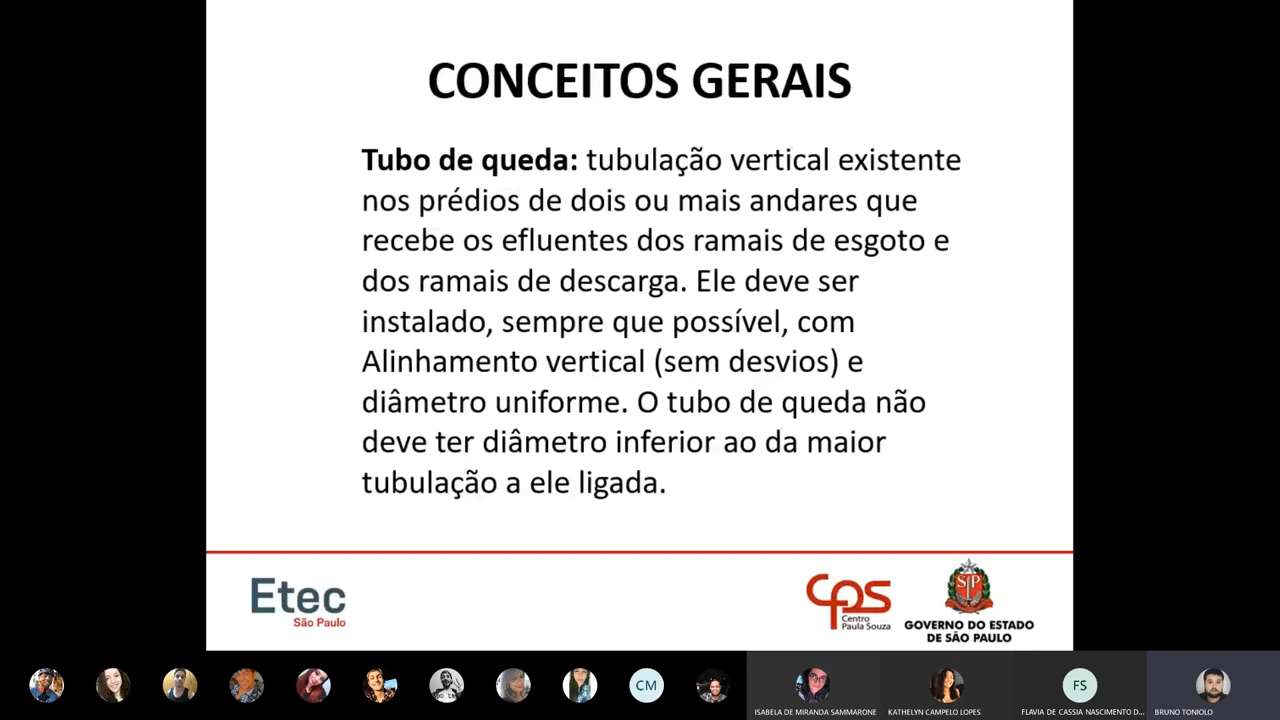 CONCEITOS GERAIS
Tubo de queda: tubulação vertical existente
nos prédios de dois ou mais andares que
recebe os efluentes dos ramais de esgoto e
dos ramais de descarga. Ele deve ser
instalado, sempre que possível, com
Alinhamento vertical (sem desvios) e
diâmetro uniforme. O tubo de queda não
deve ter diâmetro inferior ao da maior
tubulação a ele ligada.
Etec
São Paulo
cps
Centro
Paula Souza
SP
GOVERNO DO ESTADO
DE SÃO PAULO
CM
FS
ISABELA DE MIRANDA SAMMARONE
KATHELYN CAMPELO LOPES
FLAVIA DE CASSIA NASCIMENTO D...
BRUNO TONIOLO